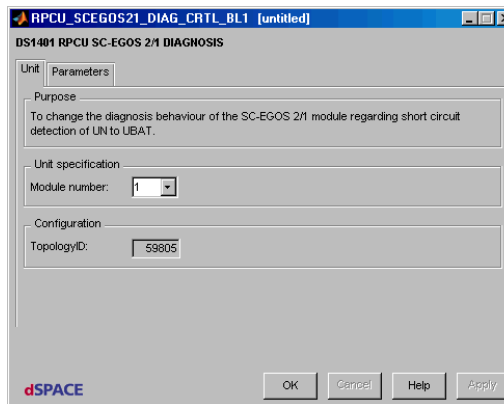 RPCU_SCEGOS21_DIAG_CRTL_BL1 [untitled]
DS1401 RPCU SC-EGOS 2/1 DIAGNOSIS
Unit Parameters
Purpose
To change the diagnosis behaviour of the SC-EGOS 2/1 module regarding short circuit
detection of UN to UBAT.
Unit specification
Module number: 1
Configuration
TopologyID: 59805
dSPACE OK Cancel Help Apply